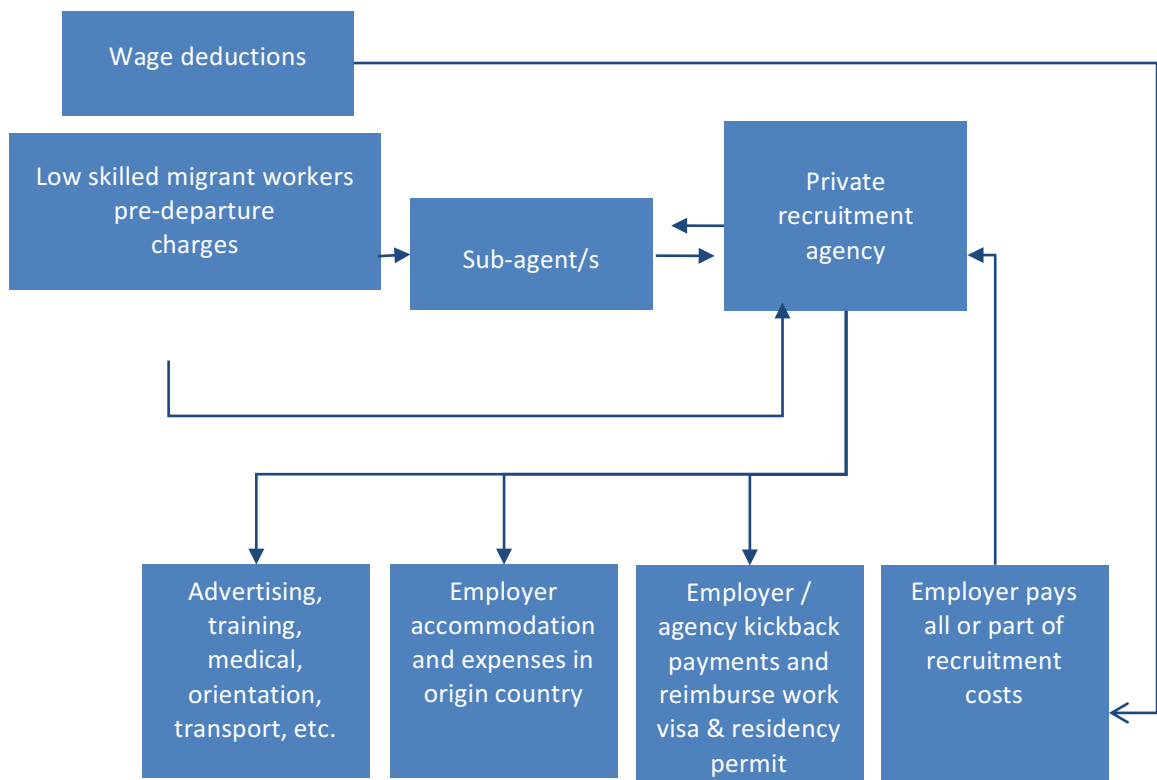 Wage deductions
Low skilled migrant workers
pre-departure
charges
Sub-agent/s
Private
recruitment
agency
Advertising,
training,
medical,
orientation,
transport, etc.
Employer
accommodation
and expenses in
origin country
Employer /
agency kickback
payments and
reimburse work
visa & residency
permit
Employer pays
all or part of
recruitment
costs